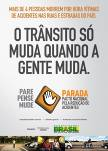 MAIS DE 4 PESSOAS MORREM POR HORA VÍTIMAS
DE ACIDENTES NAS RUAS E ESTRADAS DO PAÍS
O TRÂNSITO SÓ
MUDA QUANDO A
GENTE MUDA.
PARE
PENSE
MUDE
PARADA
PACTO NACIONAL
PELA REDUÇÃO DE
ACIDENTES
BRASIL